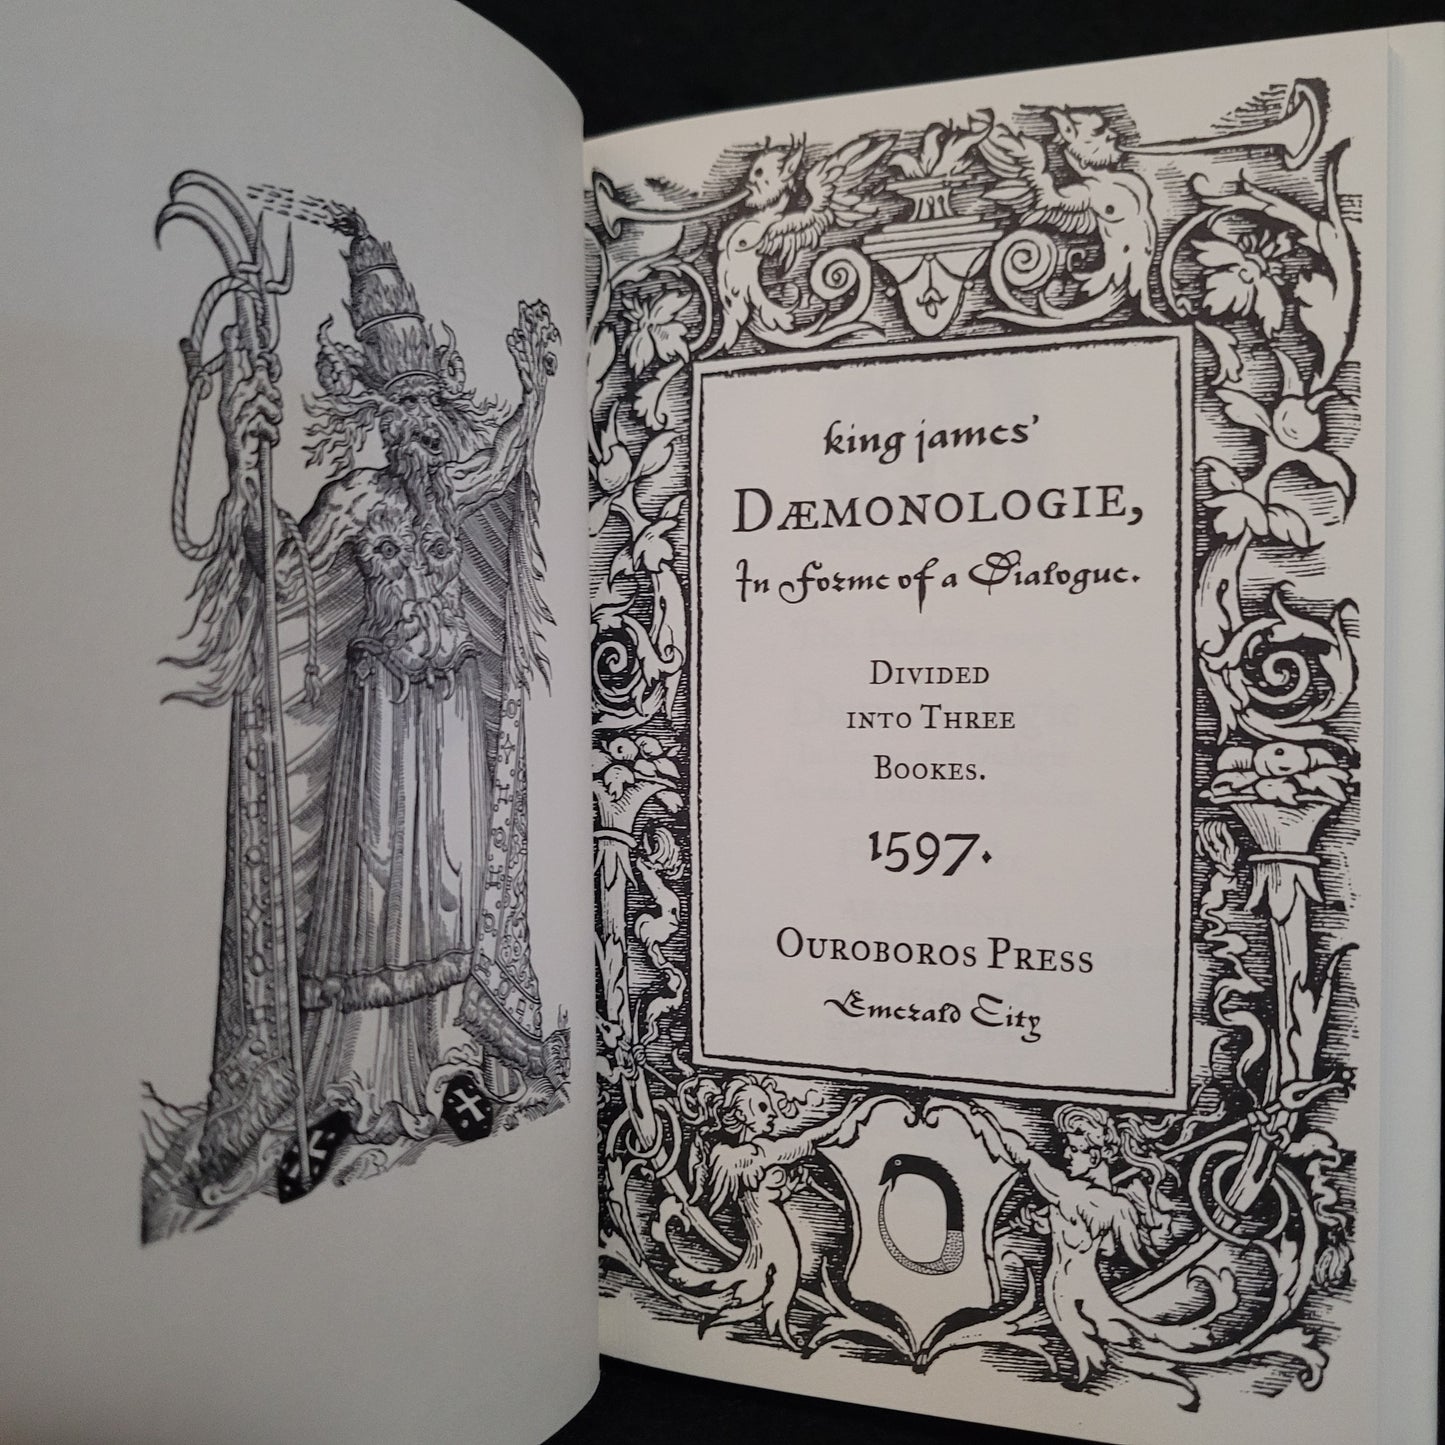 king james'
DÆMONOLOGIE,
In Forme of a Dialogue.
DIVIDED
INTO THREE
BOOKES.
1597.
OUROBOROS PRESS
Emerald City